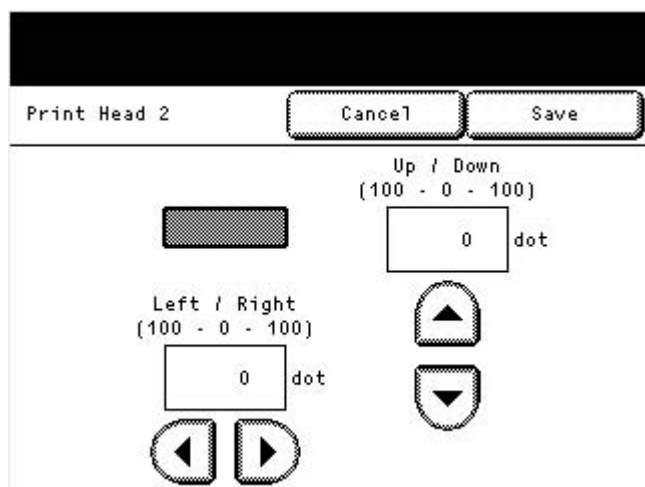 Print Head 2
Cancel
Save
Up / Down
(100 - 0 - 100)
0 dot
Left / Right
(100 - 0 - 100)
0 dot